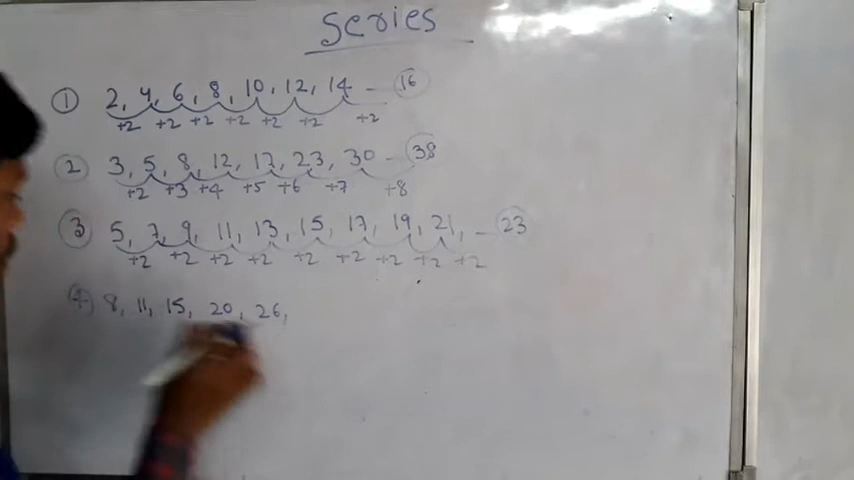 Series
① 2, 4, 6, 8, 10, 12, 14 - 16
+2 +2 +2 +2 +2 +2 +2
② 3, 5, 8, 12, 17, 23, 30 - 38
+2 +3 +4 +5 +6 +7 +8
③ 5, 7, 9, 11, 13, 15, 17, 19, 21, - 23
+2 +2 +2 +2 +2 +2 +2 +2 +2
④ 8, 11, 15, 20, 26,